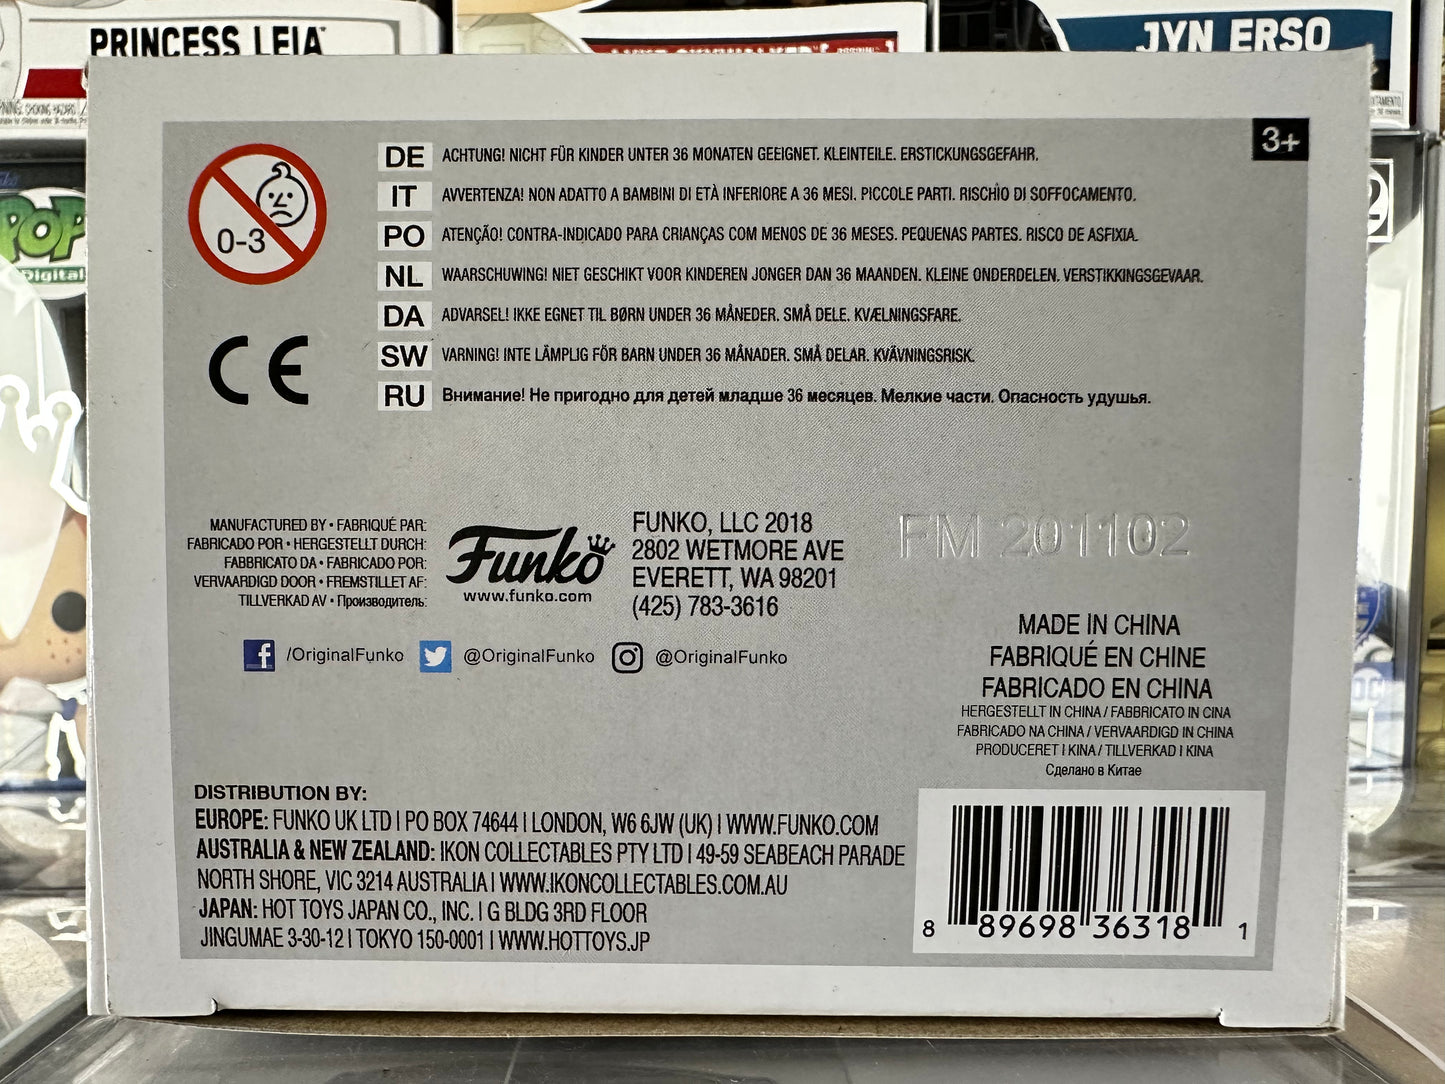 PRINCESS LEIA
JYN ERSO
POP
Digital
3+
0-3
DE ACHTUNG! NICHT FÜR KINDER UNTER 36 MONATEN GEEIGNET. KLEINTEILE. ERSTICKUNGSGEFAHR.
IT AVVERTENZA! NON ADATTO A BAMBINI DI ETÀ INFERIORE A 36 MESI. PICCOLE PARTI. RISCHIO DI SOFFOCAMENTO.
PO ATENÇÃO! CONTRA-INDICADO PARA CRIANÇAS COM MENOS DE 36 MESES. PEQUENAS PARTES. RISCO DE ASFIXIA.
NL WAARSCHUWING! NIET GESCHIKT VOOR KINDEREN JONGER DAN 36 MAANDEN. KLEINE ONDERDELEN. VERSTIKKINGSGEVAAR.
DA ADVARSEL! IKKE EGNET TIL BØRN UNDER 36 MÅNEDER. SMÅ DELE. KVÆLNINGSFARE.
SW VARNING! INTE LÄMPLIG FÖR BARN UNDER 36 MÅNADER. SMÅ DELAR. KVÄVNINGSRISK.
RU Внимание! Не пригодно для детей младше 36 месяцев. Мелкие части. Опасность удушья.
CE
MANUFACTURED BY • FABRIQUÉ PAR:
FABRICADO POR • HERGESTELLT DURCH:
FABBRICATO DA • FABRICADO POR:
VERVAARDIGD DOOR • FREMSTILLET AF:
TILLVERKAD AV • Производитель:
Funko
www.funko.com
FUNKO, LLC 2018
2802 WETMORE AVE
EVERETT, WA 98201
(425) 783-3616
FM 201102
/OriginalFunko @OriginalFunko @OriginalFunko
MADE IN CHINA
FABRIQUÉ EN CHINE
FABRICADO EN CHINA
HERGESTELLT IN CHINA / FABBRICATO IN CINA
FABRICADO NA CHINA / VERVAARDIGD IN CHINA
PRODUCERET I KINA / TILLVERKAD I KINA
Сделано в Китае
DISTRIBUTION BY:
EUROPE: FUNKO UK LTD | PO BOX 74644 | LONDON, W6 6JW (UK) | WWW.FUNKO.COM
AUSTRALIA & NEW ZEALAND: IKON COLLECTABLES PTY LTD | 49-59 SEABEACH PARADE
NORTH SHORE, VIC 3214 AUSTRALIA | WWW.IKONCOLLECTABLES.COM.AU
JAPAN: HOT TOYS JAPAN CO., INC. | G BLDG 3RD FLOOR
JINGUMAE 3-30-12 | TOKYO 150-0001 | WWW.HOTTOYS.JP
8 89698 36318 1